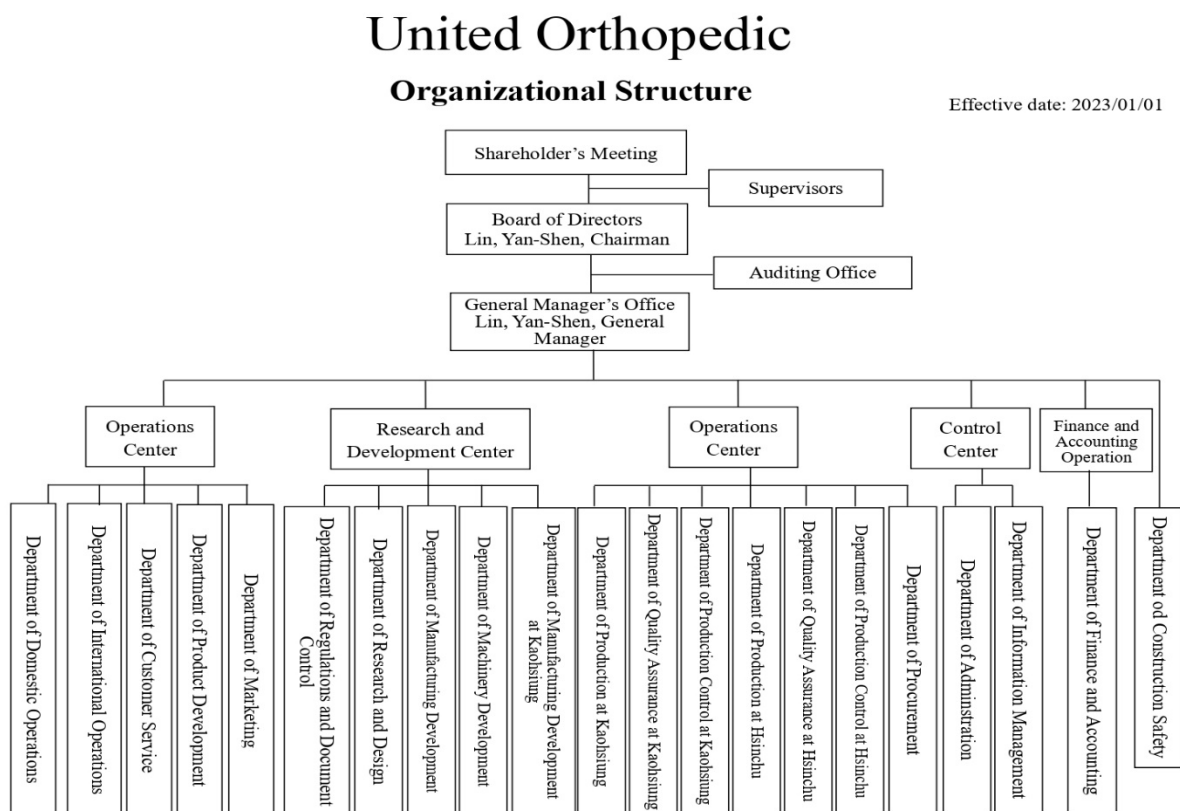 United Orthopedic
Organizational Structure
Effective date: 2023/01/01
Shareholder's Meeting
Supervisors
Board of Directors
Lin, Yan-Shen, Chairman
Auditing Office
General Manager's Office
Lin, Yan-Shen, General
Manager
Operations
Center
Research and
Development Center
Operations
Center
Control
Center
Finance and
Accounting
Operation
Department of Domestic Operations
Department of International Operations
Department of Customer Service
Department of Product Development
Department of Marketing
Department of Regulations and Document
Control
Department of Research and Design
Department of Manufacturing Development
Department of Machinery Development
Department of Manufacturing Development
at Kaohsiung
Department of Production at Kaohsiung
Department of Quality Assurance at Kaohsiung
Department of Production Control at Kaohsiung
Department of Production at Hsinchu
Department of Quality Assurance at Hsinchu
Department of Production Control at Hsinchu
Department of Procurement
Department of Administration
Department of Information Management
Department of Finance and Accounting
Department od Construction Safety